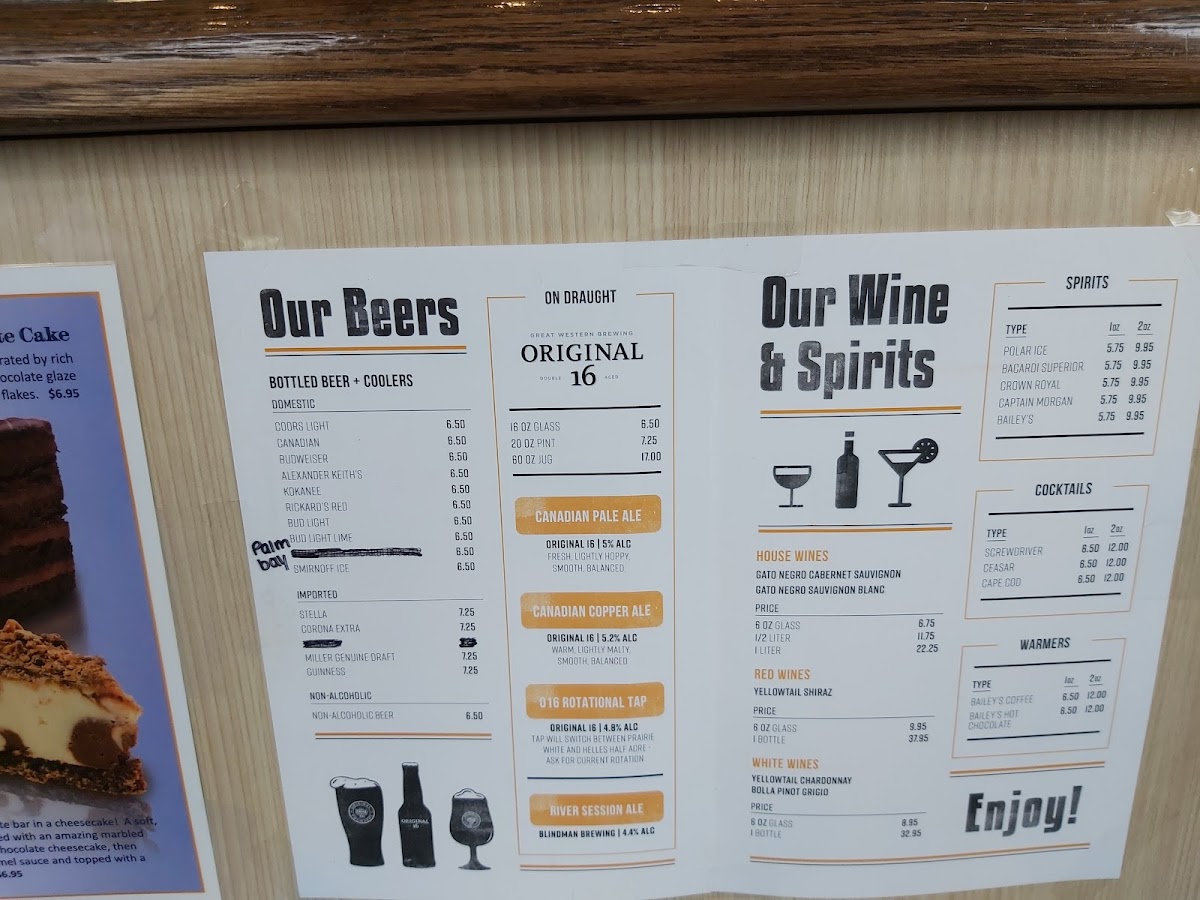 te Cake
rated by rich
ocolate glaze
flakes. $6.95
te bar in a cheesecake! A soft,
ed with an amazing marbled
hocolate cheesecake, then
mel sauce and topped with a
$6.95
Our Beers
BOTTLED BEER + COOLERS
DOMESTIC
COORS LIGHT 6.50
CANADIAN 6.50
BUDWEISER 6.50
ALEXANDER KEITH'S 6.50
KOKANEE 6.50
RICKARD'S RED 6.50
BUD LIGHT 6.50
BUD LIGHT LIME 6.50
Palm bay 6.50
SMIRNOFF ICE 6.50
IMPORTED
STELLA 7.25
CORONA EXTRA 7.25
MILLER GENUINE DRAFT 7.25
GUINNESS 7.25
NON-ALCOHOLIC
NON-ALCOHOLIC BEER 6.50
ORIGINAL
16
ON DRAUGHT
GREAT WESTERN BREWING
ORIGINAL
DOUBLE 16 AGED
16 OZ GLASS 6.50
20 OZ PINT 7.25
60 OZ JUG 17.00
CANADIAN PALE ALE
ORIGINAL 16 | 5% ALC
FRESH, LIGHTLY HOPPY,
SMOOTH, BALANCED
CANADIAN COPPER ALE
ORIGINAL 16 | 5.2% ALC
WARM, LIGHTLY MALTY,
SMOOTH, BALANCED
O16 ROTATIONAL TAP
ORIGINAL 16 | 4.8% ALC
TAP WILL SWITCH BETWEEN PRAIRIE
WHITE AND HELLES HALF ACRE -
ASK FOR CURRENT ROTATION
RIVER SESSION ALE
BLINDMAN BREWING | 4.4% ALC
Our Wine
& Spirits
HOUSE WINES
GATO NEGRO CABERNET SAUVIGNON
GATO NEGRO SAUVIGNON BLANC
PRICE
6 OZ GLASS 6.75
1/2 LITER 11.75
1 LITER 22.25
RED WINES
YELLOWTAIL SHIRAZ
PRICE
6 OZ GLASS 9.95
1 BOTTLE 37.95
WHITE WINES
YELLOWTAIL CHARDONNAY
BOLLA PINOT GRIGIO
PRICE
6 OZ GLASS 8.95
1 BOTTLE 32.95
SPIRITS
TYPE 1oz 2oz
POLAR ICE 5.75 9.95
BACARDI SUPERIOR 5.75 9.95
CROWN ROYAL 5.75 9.95
CAPTAIN MORGAN 5.75 9.95
BAILEY'S 5.75 9.95
COCKTAILS
TYPE 1oz 2oz
SCREWDRIVER 6.50 12.00
CEASAR 6.50 12.00
CAPE COD 6.50 12.00
WARMERS
TYPE 1oz 2oz
BAILEY'S COFFEE 6.50 12.00
BAILEY'S HOT 6.50 12.00
CHOCOLATE
Enjoy!